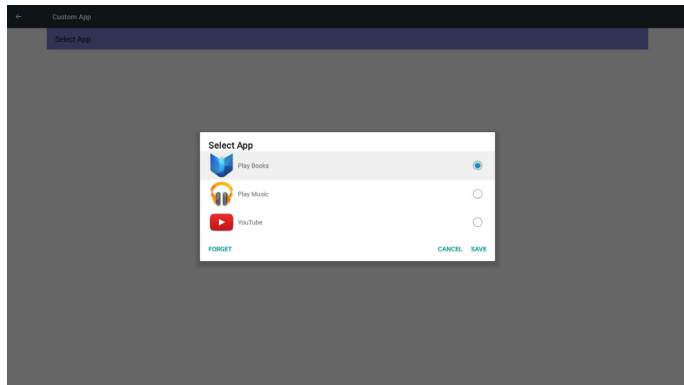 Custom App
Select App
Select App
Play Books
Play Music
YouTube
FORGET CANCEL SAVE